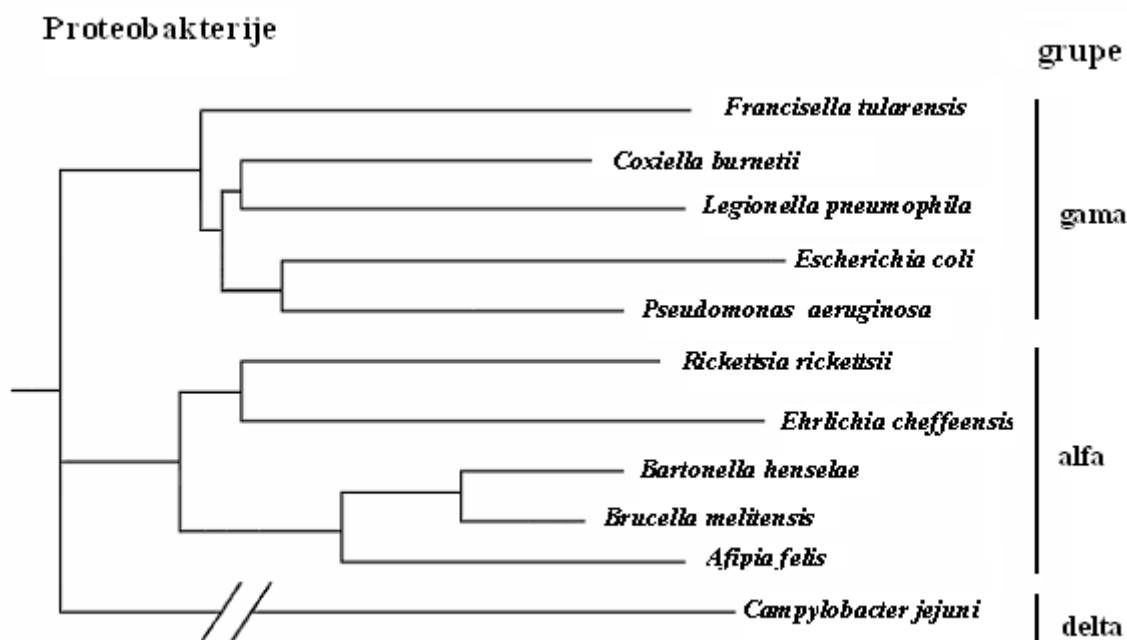 Proteobakterije
grupe
Francisella tularensis
Coxiella burnetii
Legionella pneumophila
gama
Escherichia coli
Pseudomonas aeruginosa
Rickettsia rickettsii
Ehrlichia cheffeensis
Bartonella henselae
alfa
Brucella melitensis
Afipia felis
Campylobacter jejuni
delta